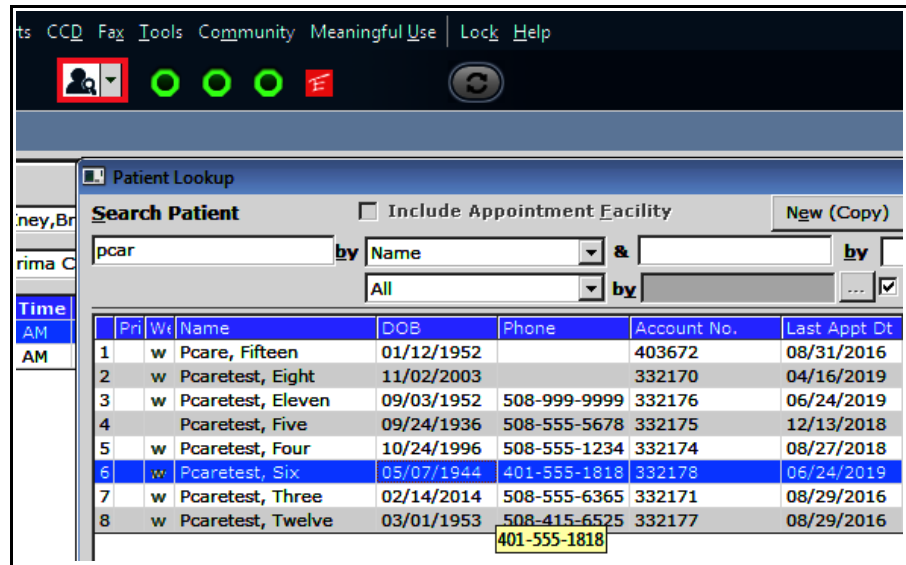 ts CCD Fax Tools Community Meaningful Use Lock Help
E
Patient Lookup
Search Patient Include Appointment Facility New (Copy)
ney,Br
pcar by Name & by
rima C
All by ...
Time
Pri We Name DOB Phone Account No. Last Appt Dt
AM
1 w Pcare, Fifteen 01/12/1952 403672 08/31/2016
AM
2 w Pcaretest, Eight 11/02/2003 332170 04/16/2019
3 w Pcaretest, Eleven 09/03/1952 508-999-9999 332176 06/24/2019
4 Pcaretest, Five 09/24/1936 508-555-5678 332175 12/13/2018
5 w Pcaretest, Four 10/24/1996 508-555-1234 332174 08/27/2018
6 w Pcaretest, Six 05/07/1944 401-555-1818 332178 06/24/2019
7 w Pcaretest, Three 02/14/2014 508-555-6365 332171 08/29/2016
8 w Pcaretest, Twelve 03/01/1953 508-415-6525 332177 08/29/2016
401-555-1818